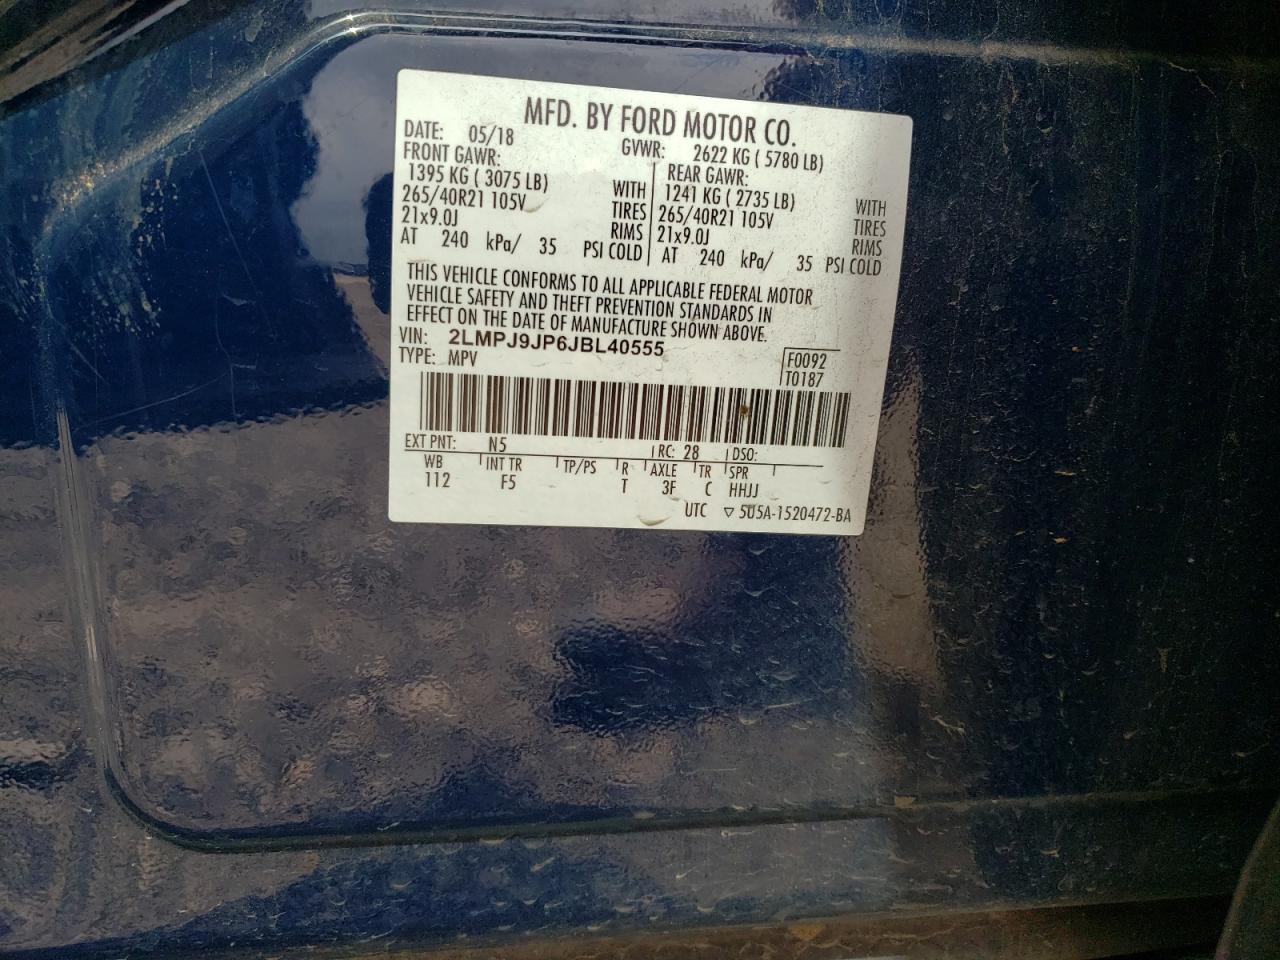 MFD. BY FORD MOTOR CO.
DATE: 05/18 GVWR: 2622 KG ( 5780 LB)
FRONT GAWR: REAR GAWR:
1395 KG ( 3075 LB) WITH 1241 KG ( 2735 LB) WITH
265/40R21 105V TIRES 265/40R21 105V TIRES
21x9.0J RIMS 21x9.0J RIMS
AT 240 kPa/ 35 PSI COLD AT 240 kPa/ 35 PSI COLD
THIS VEHICLE CONFORMS TO ALL APPLICABLE FEDERAL MOTOR
VEHICLE SAFETY AND THEFT PREVENTION STANDARDS IN
EFFECT ON THE DATE OF MANUFACTURE SHOWN ABOVE.
VIN: 2LMPJ9JP6JBL40555
TYPE: MPV F0092
T0187
EXT PNT: N5 RC: 28 DSO:
WB INT TR TP/PS R AXLE TR SPR
112 F5 T 3F C HHJJ
UTC ▽ 5U5A-1520472-BA